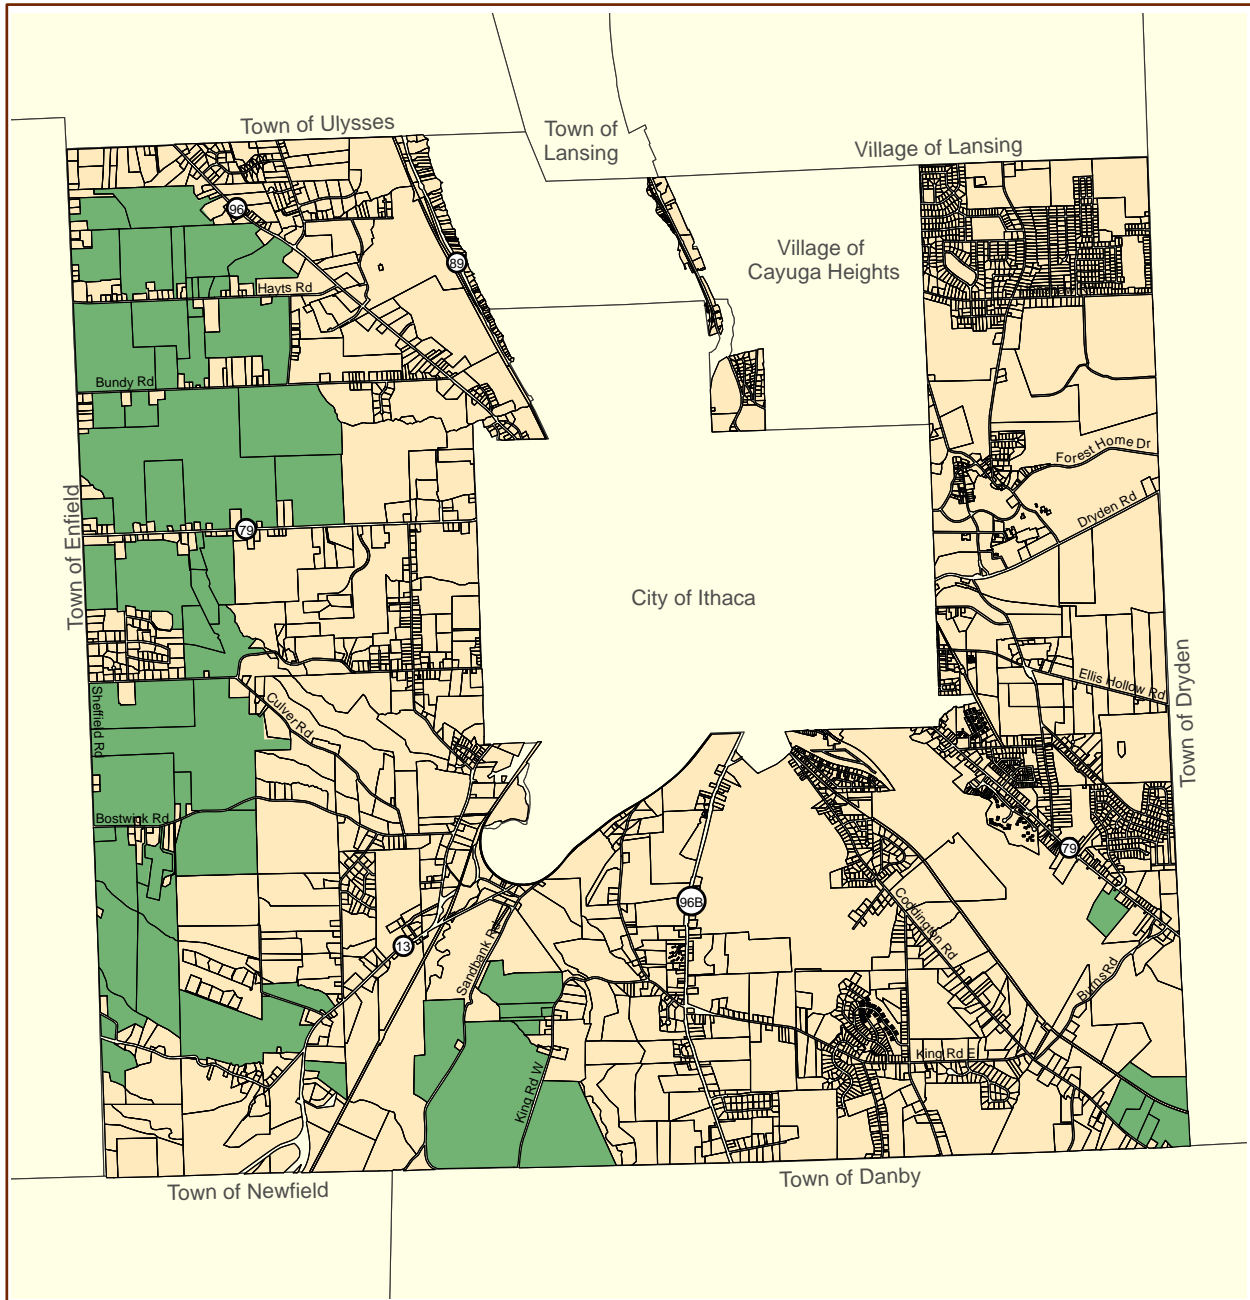 Town of Ulysses
Town of
Lansing
Village of Lansing
96
89
Village of
Cayuga Heights
Hayts Rd
Bundy Rd
Forest Home Dr
Dryden Rd
79
Town of Enfield
City of Ithaca
Ellis Hollow Rd
Town of Dryden
Sheffield Rd
Culver Rd
Bostwick Rd
79
96B
Coddington Rd
13
Sandbank Rd
Burns Rd
King Rd E
King Rd W
Town of Danby
Town of Newfield